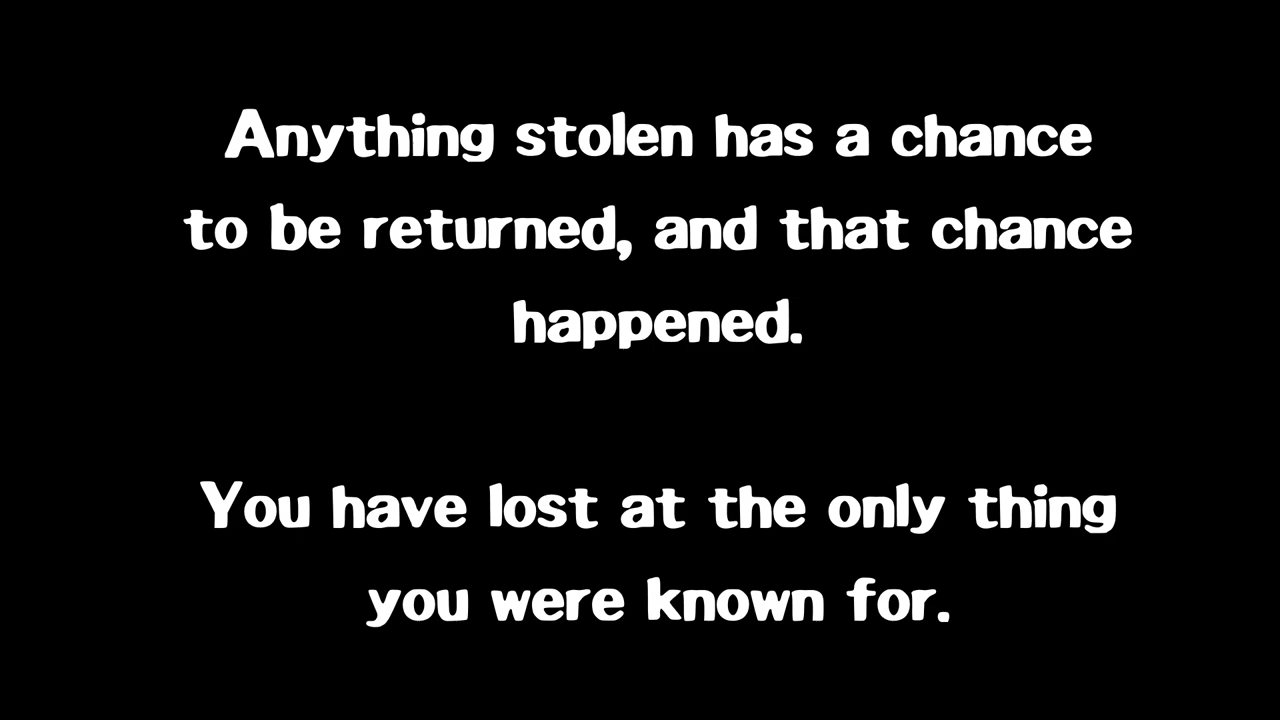 Anything stolen has a chance
to be returned, and that chance
happened.
You have lost at the only thing
you were known for.